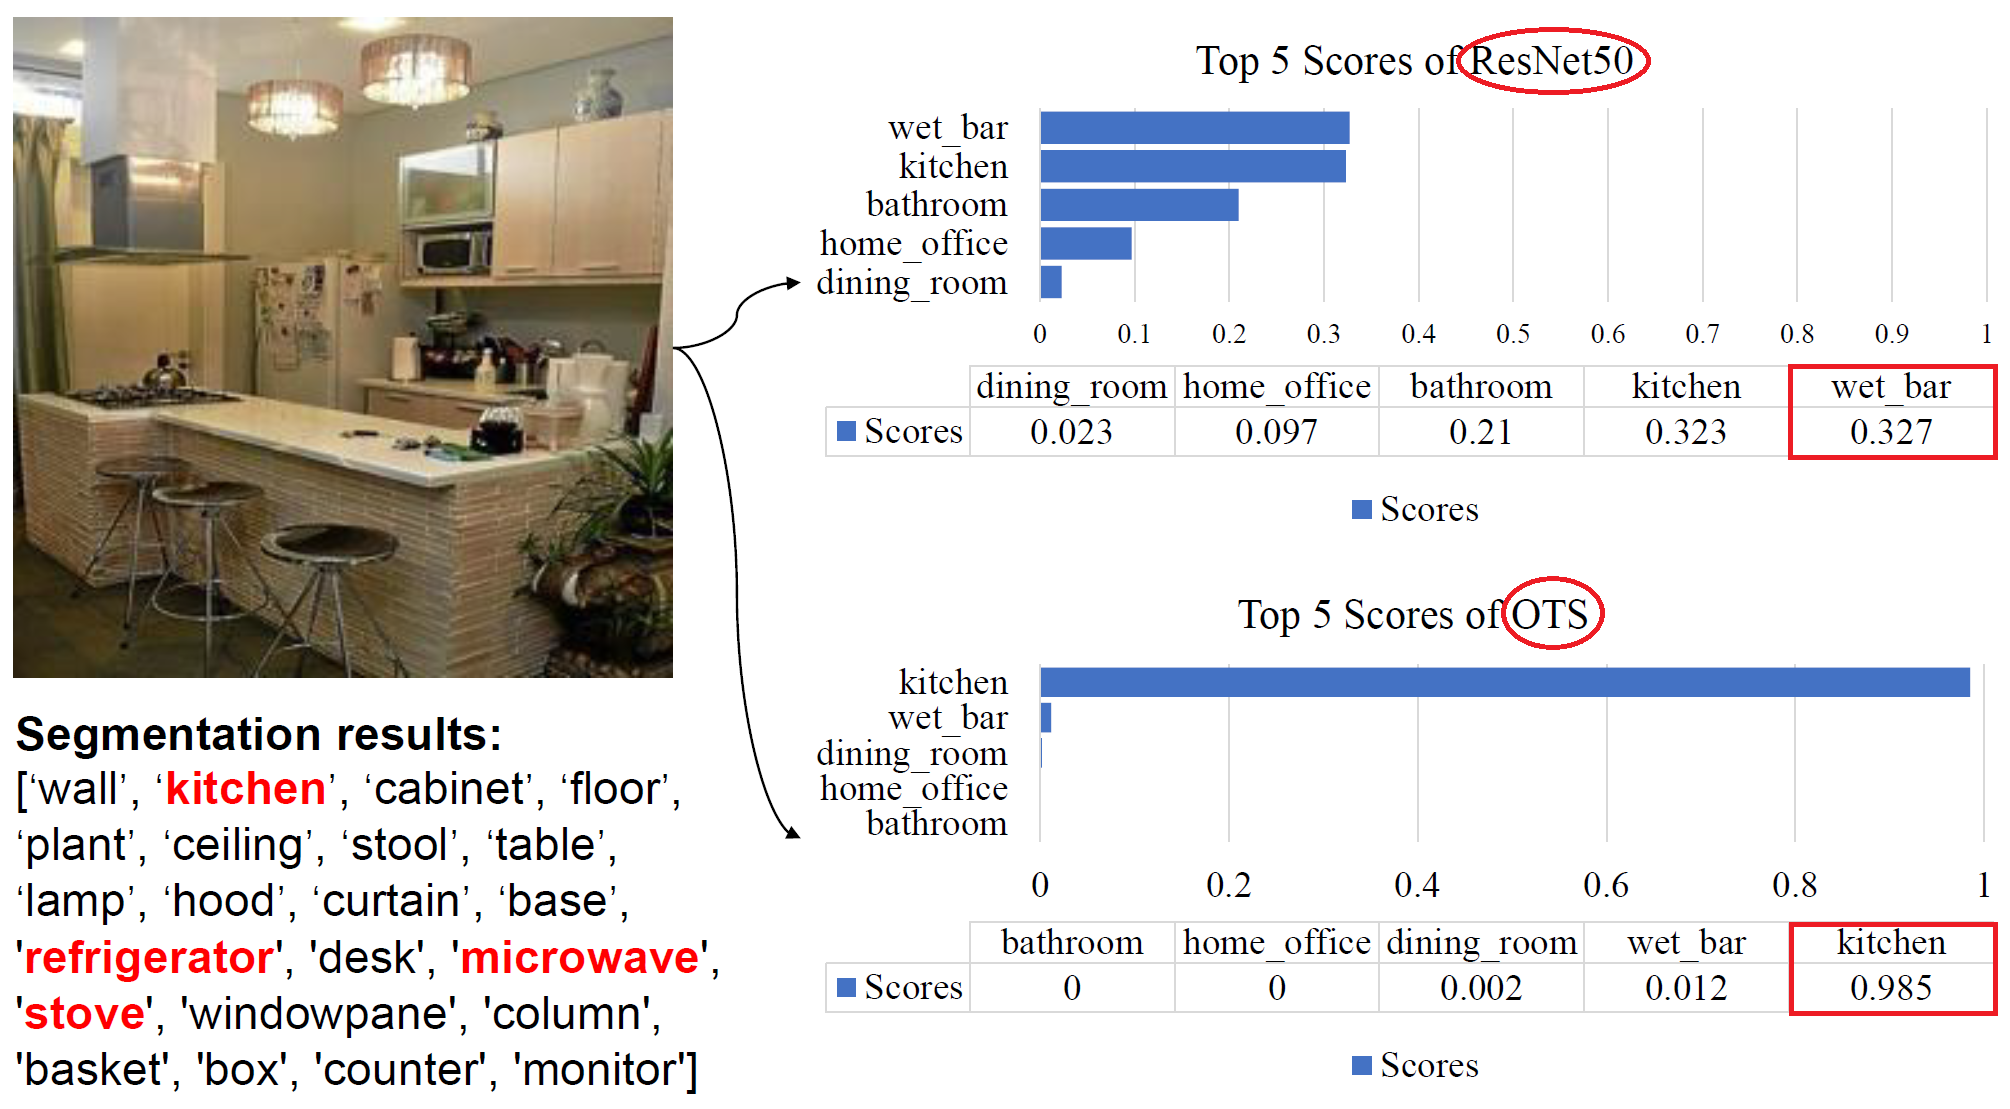 Segmentation results:
[‘wall’, ‘kitchen’, ‘cabinet’, ‘floor’,
‘plant’, ‘ceiling’, ‘stool’, ‘table’,
‘lamp’, ‘hood’, ‘curtain’, ‘base’,
'refrigerator', 'desk', 'microwave',
'stove', 'windowpane', 'column',
'basket', 'box', 'counter', 'monitor']
Top 5 Scores of ResNet50
wet_bar
kitchen
bathroom
home_office
dining_room
0 0.1 0.2 0.3 0.4 0.5 0.6 0.7 0.8 0.9 1
dining_room home_office bathroom kitchen wet_bar
Scores 0.023 0.097 0.21 0.323 0.327
Scores
Top 5 Scores of OTS
kitchen
wet_bar
dining_room
home_office
bathroom
0 0.2 0.4 0.6 0.8 1
bathroom home_office dining_room wet_bar kitchen
Scores 0 0 0.002 0.012 0.985
Scores